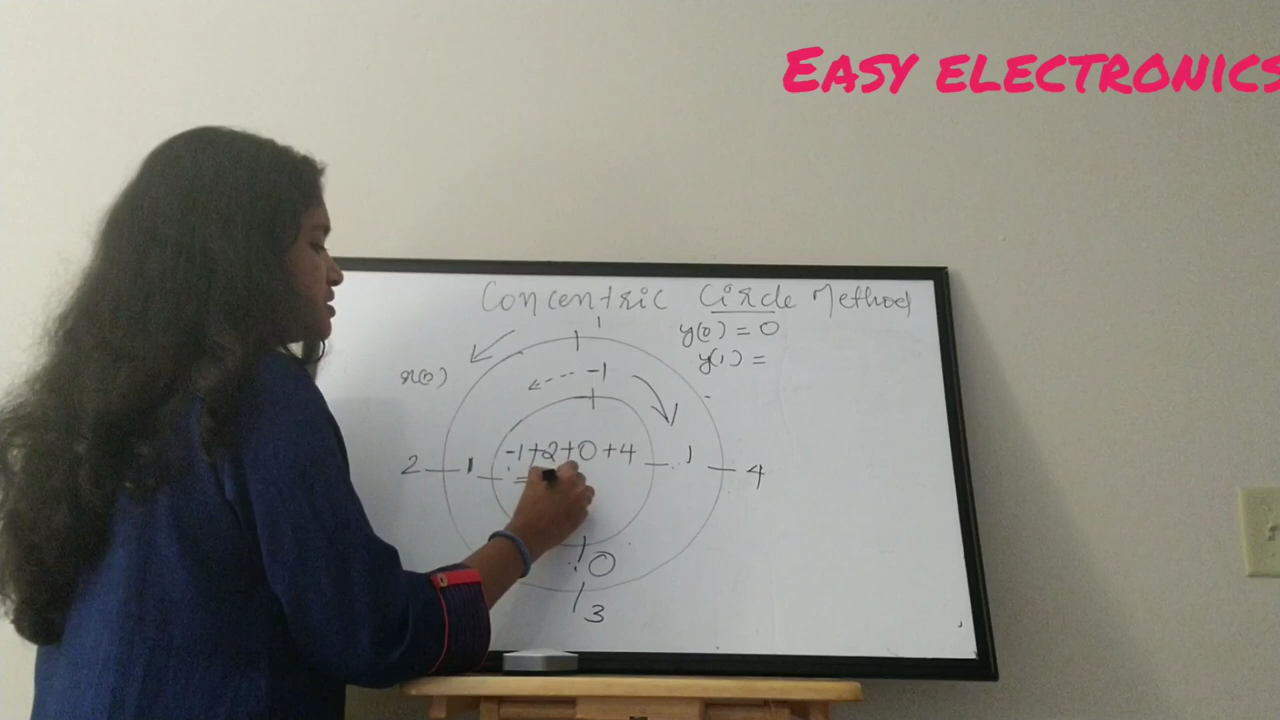 EASY ELECTRONICS
Concentric Circle Method
1
y(0) = 0
y(1) =
x(n)
-1
-1+2+0+4
2
1
1
4
=
0
3